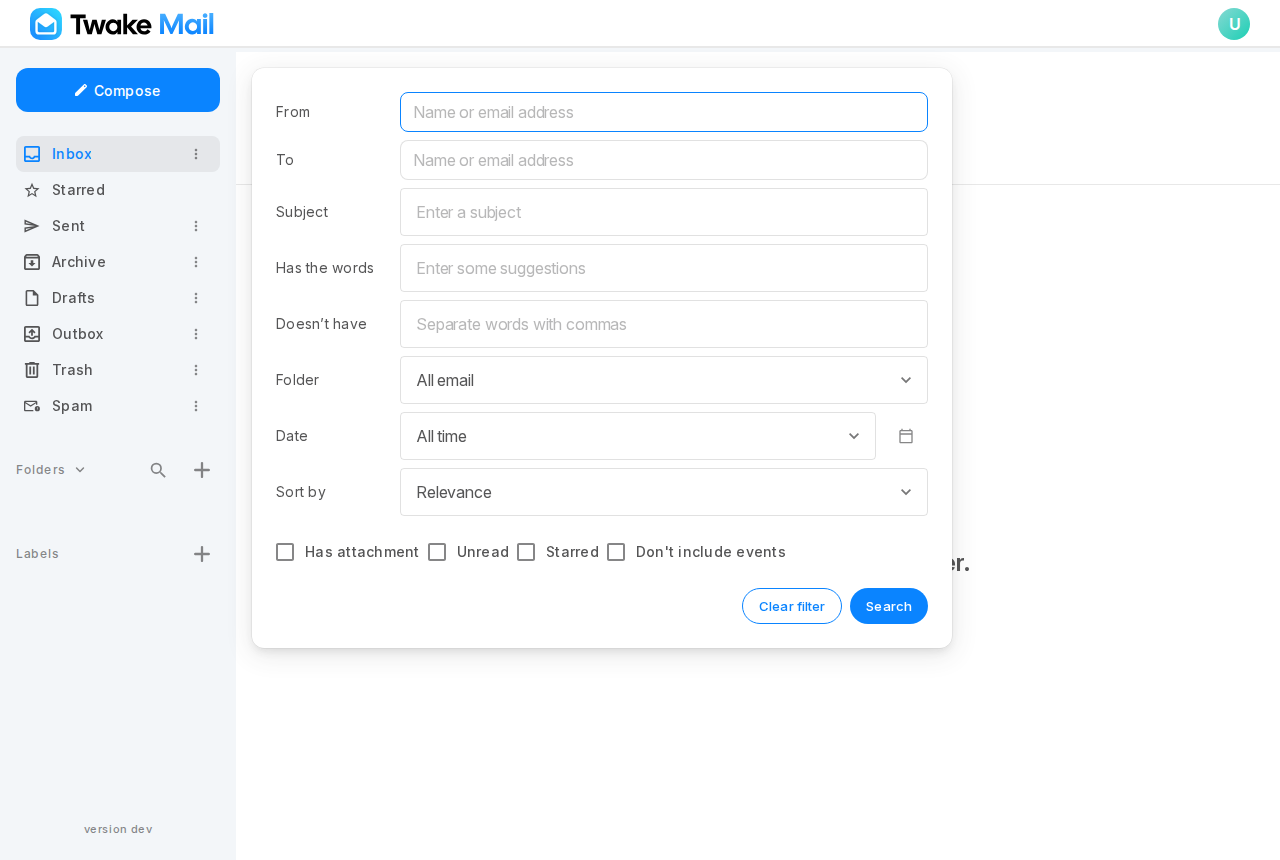 Twake Mail
U
Compose
Inbox
Starred
Sent
Archive
Drafts
Outbox
Trash
Spam
Folders
Labels
version dev
From
Name or email address
To
Name or email address
Subject
Enter a subject
Has the words
Enter some suggestions
Doesn’t have
Separate words with commas
Folder
All email
Date
All time
Sort by
Relevance
Has attachment Unread Starred Don't include events
er.
Clear filter Search